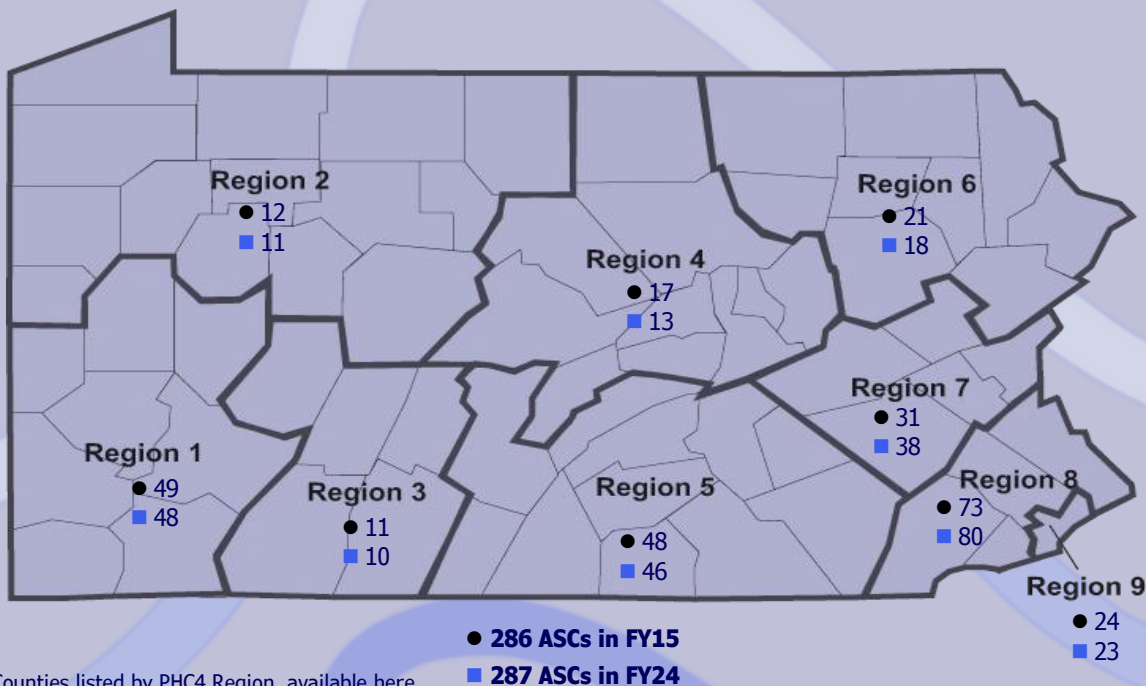 Region 2
12
11
Region 6
21
18
Region 4
17
13
Region 7
31
38
Region 1
49
48
Region 3
11
10
Region 5
48
46
Region 8
73
80
Region 9
24
23
286 ASCs in FY15
287 ASCs in FY24
Counties listed by PHC4 Region, available here